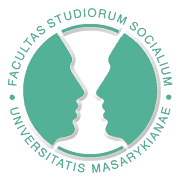 FACULTAS STUDIORUM SOCIALIUM
UNIVERSITATIS MASARYKIANAE